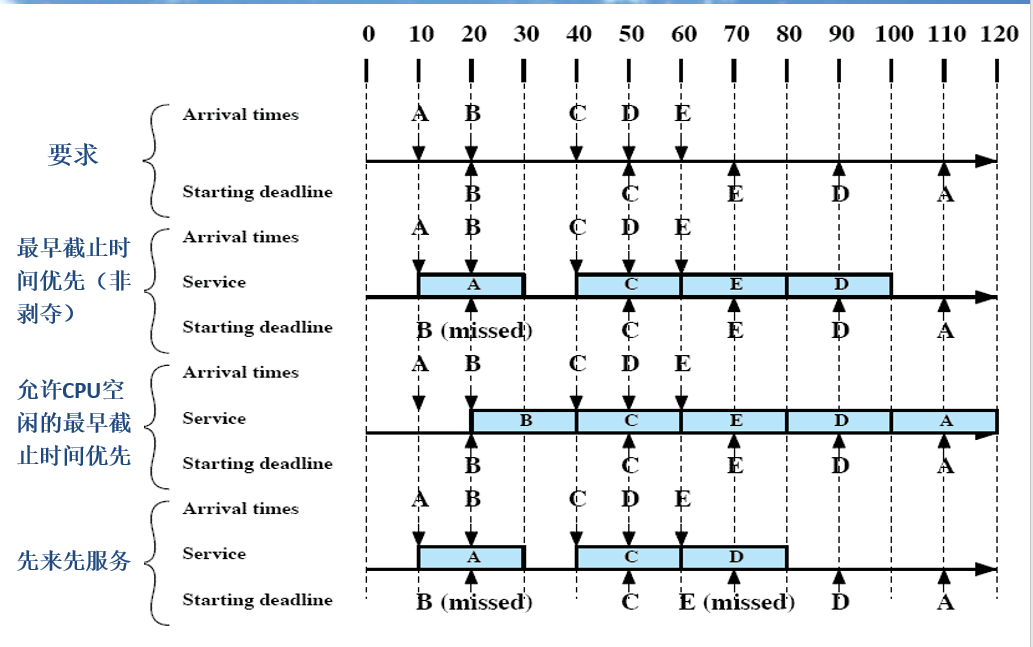 0 10 20 30 40 50 60 70 80 90 100 110 120
Arrival times A B C D E
要求
Starting deadline B C E D A
Arrival times A B C D E
最早截止时
间优先（非
剥夺）
Service A C E D
Starting deadline B (missed) C E D A
Arrival times A B C D E
允许CPU空
闲的最早截
止时间优先
Service B C E D A
Starting deadline B C E D A
Arrival times A B C D E
先来先服务
Service A C D
Starting deadline B (missed) C E (missed) D A